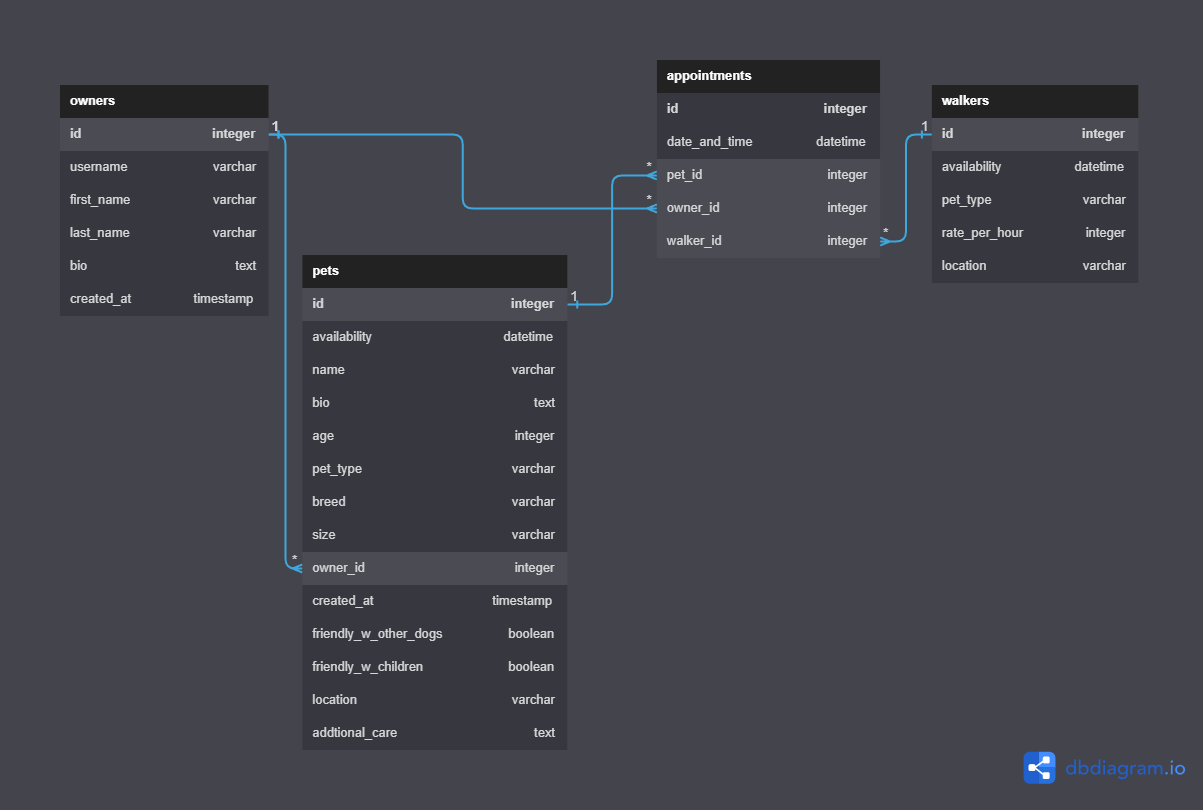 owners
id integer
username varchar
first_name varchar
last_name varchar
bio text
created_at timestamp
1
pets
id integer
availability datetime
name varchar
bio text
age integer
pet_type varchar
breed varchar
size varchar
owner_id integer
created_at timestamp
friendly_w_other_dogs boolean
friendly_w_children boolean
location varchar
addtional_care text
*
1
appointments
id integer
date_and_time datetime
pet_id integer
owner_id integer
walker_id integer
*
*
*
walkers
1
id integer
availability datetime
pet_type varchar
rate_per_hour integer
location varchar
dbdiagram.io